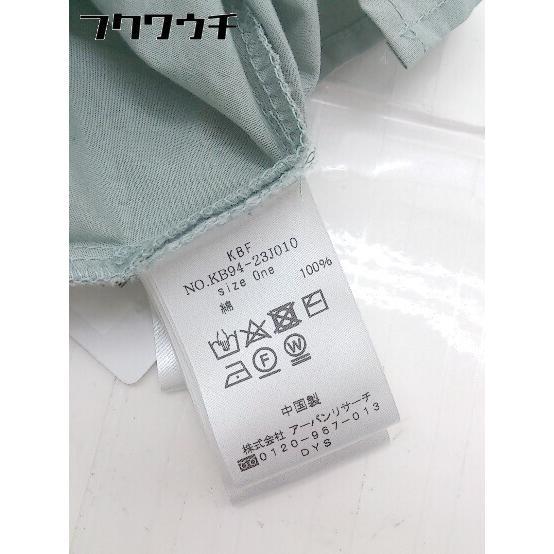 フクワウチ
KBF
NO.KB94-23J010
size One
綿 100%
F W
中国製
株式会社 アーバンリサーチ
0120-967-013
DYS